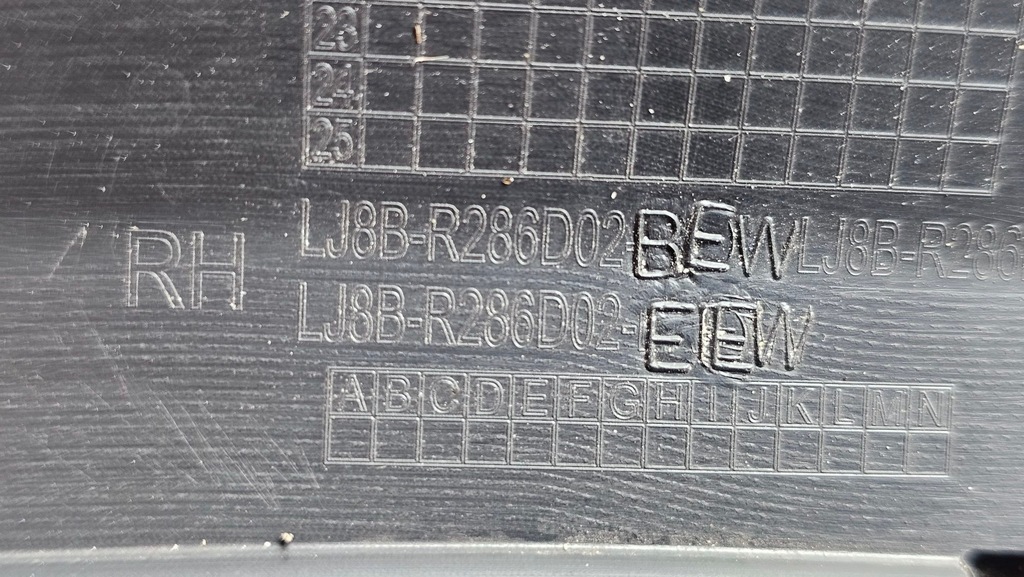 23
24
25
RH
LJ8B-R286D02-BEW LJ8B-R286
LJ8B-R286D02-EEW
A B C D E F G H I J K L M N